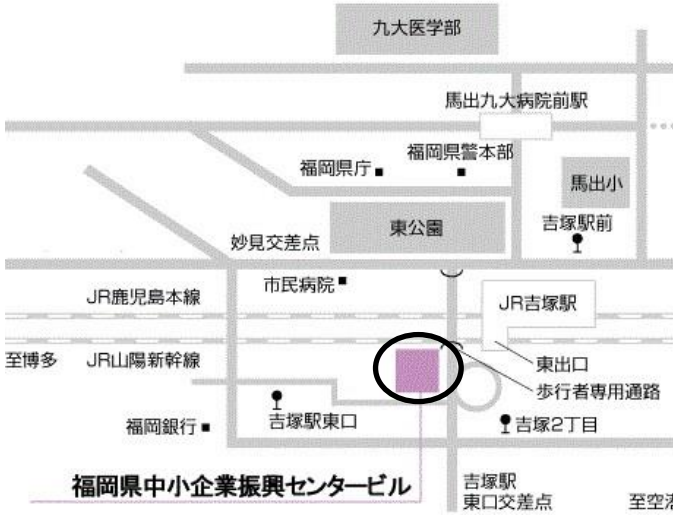 九大医学部
馬出九大病院前駅
福岡県庁
福岡県警本部
馬出小
東公園
吉塚駅前
妙見交差点
市民病院
JR鹿児島本線
JR吉塚駅
至博多
JR山陽新幹線
東出口
歩行者専用通路
吉塚駅東口
福岡銀行
吉塚2丁目
福岡県中小企業振興センタービル
吉塚駅
東口交差点
至空